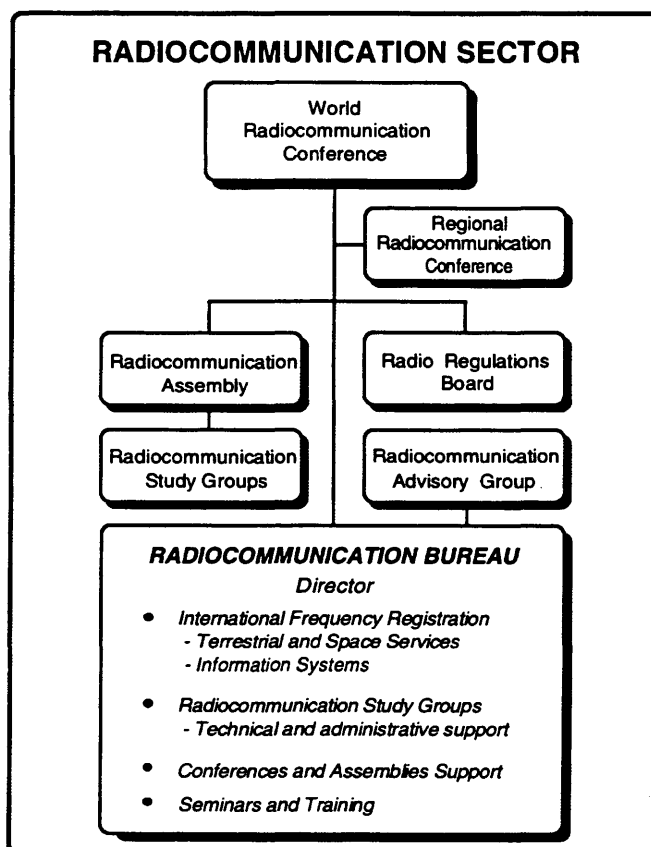 RADIOCOMMUNICATION SECTOR
World
Radiocommunication
Conference
Regional
Radiocommunication
Conference
Radiocommunication
Assembly
Radio Regulations
Board
Radiocommunication
Study Groups
Radiocommunication
Advisory Group
RADIOCOMMUNICATION BUREAU
Director
• International Frequency Registration
- Terrestrial and Space Services
- Information Systems
• Radiocommunication Study Groups
- Technical and administrative support
• Conferences and Assemblies Support
• Seminars and Training